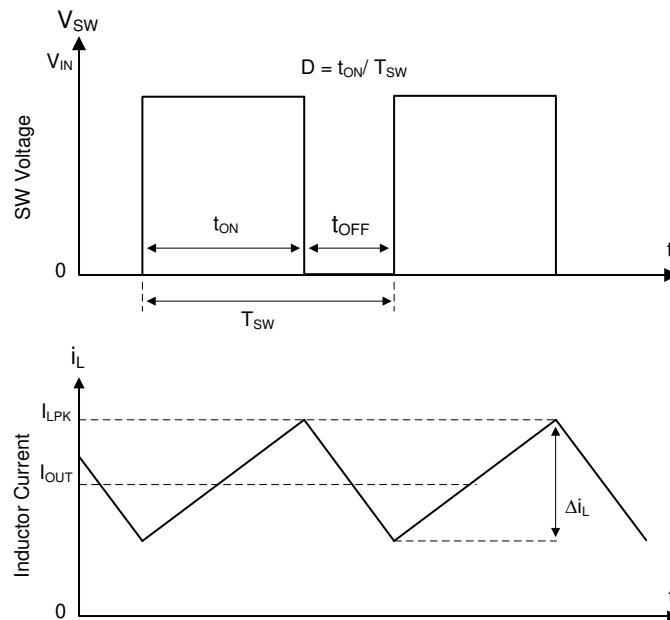 V_SW
V_IN
D = t_ON/ T_SW
SW Voltage
t_ON
t_OFF
0
t
T_SW
i_L
I_LPK
I_OUT
Inductor Current
Δi_L
0
t